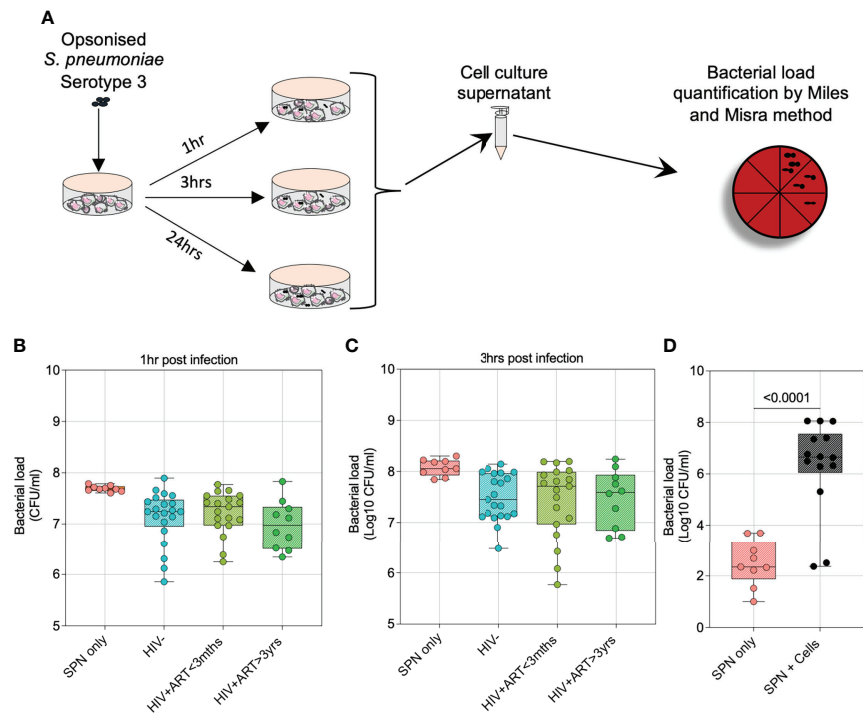 A
Opsonised
S. pneumoniae
Serotype 3
1hr
3hrs
24hrs
Cell culture
supernatant
Bacterial load
quantification by Miles
and Misra method
B
1hr post infection
Bacterial load
(CFU/ml)
10
9
8
7
6
5
SPN only
HIV-
HIV+ART<3mths
HIV+ART>3yrs
C
3hrs post infection
Bacterial load
(Log10 CFU/ml)
10
9
8
7
6
5
SPN only
HIV-
HIV+ART<3mths
HIV+ART>3yrs
D
<0.0001
Bacterial load
(Log10 CFU/ml)
10
8
6
4
2
0
SPN only
SPN + Cells